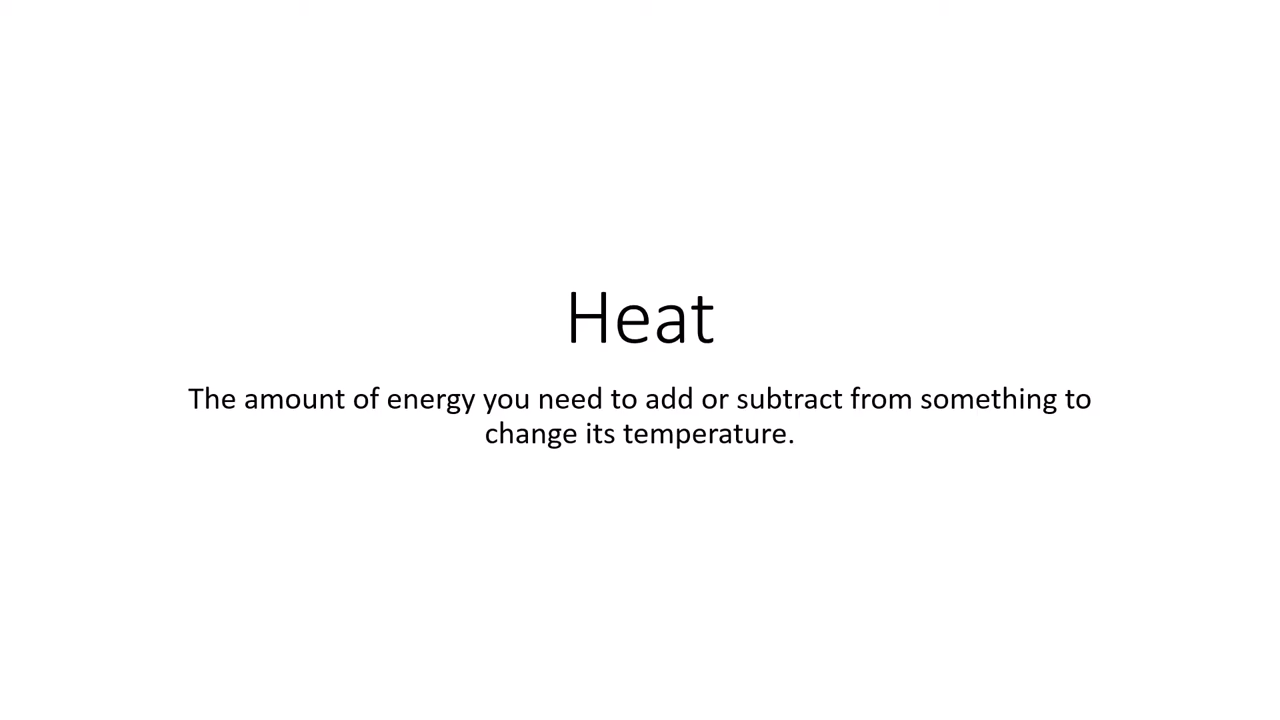 Heat
The amount of energy you need to add or subtract from something to
change its temperature.